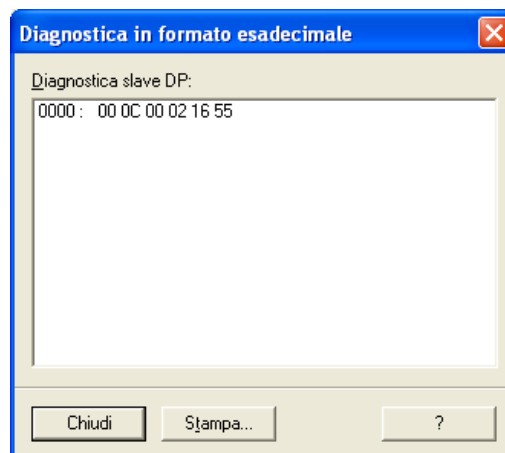 Diagnostica in formato esadecimale
Diagnostica slave DP:
0000 : 00 0C 00 02 16 55
Chiudi
Stampa...
?